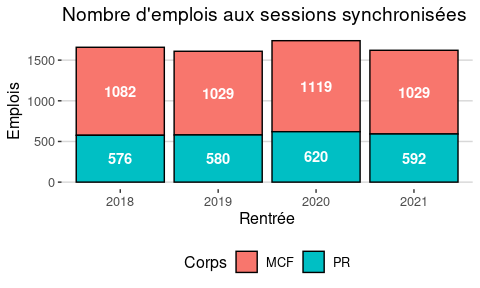 Nombre d'emplois aux sessions synchronisées
Emplois
1500
1000
500
0
1082
1029
1119
1029
576
580
620
592
2018
2019
2020
2021
Rentrée
Corps
MCF
PR